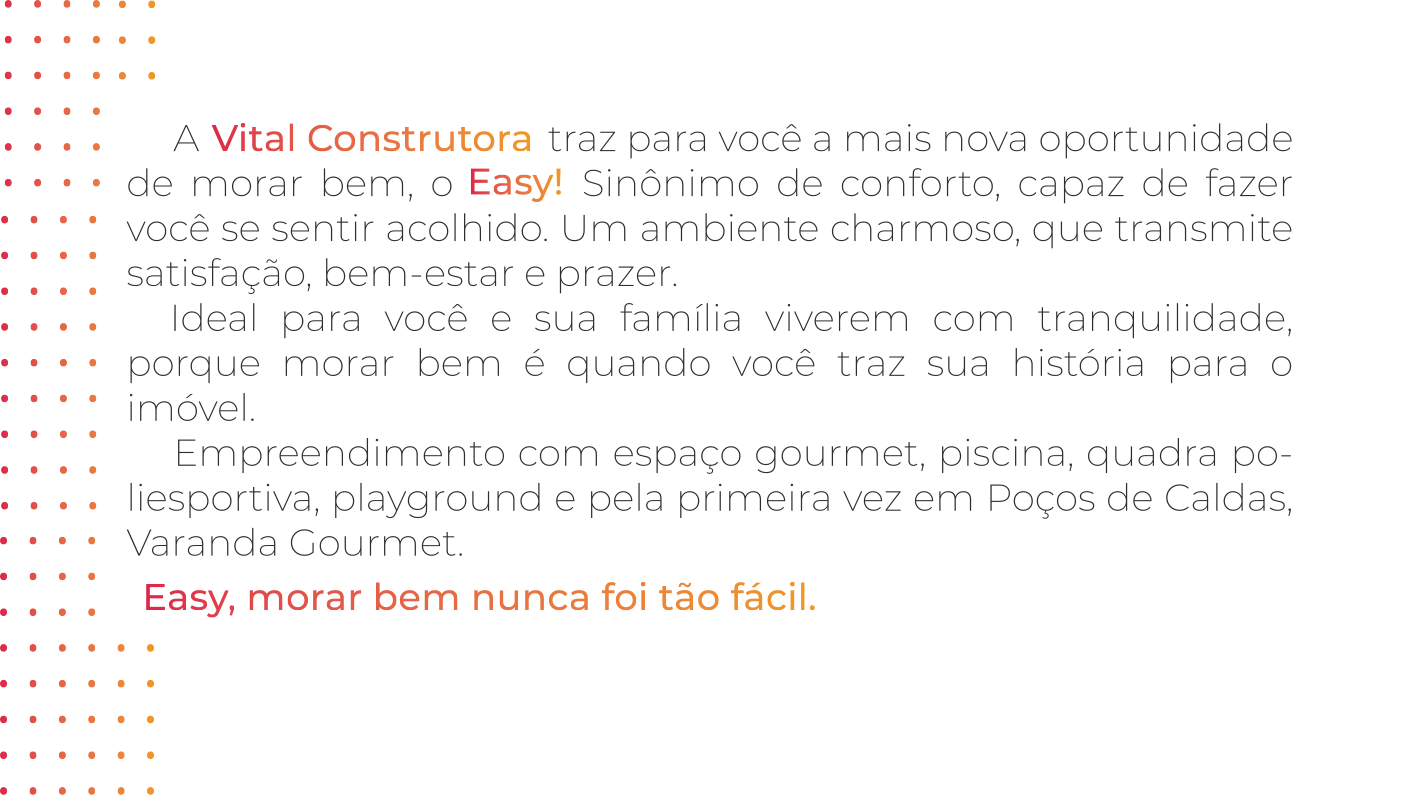 A Vital Construtora traz para você a mais nova oportunidade
de morar bem, o Easy! Sinônimo de conforto, capaz de fazer
você se sentir acolhido. Um ambiente charmoso, que transmite
satisfação, bem-estar e prazer.
Ideal para você e sua família viverem com tranquilidade,
porque morar bem é quando você traz sua história para o
imóvel.
Empreendimento com espaço gourmet, piscina, quadra po-
liesportiva, playground e pela primeira vez em Poços de Caldas,
Varanda Gourmet.
Easy, morar bem nunca foi tão fácil.